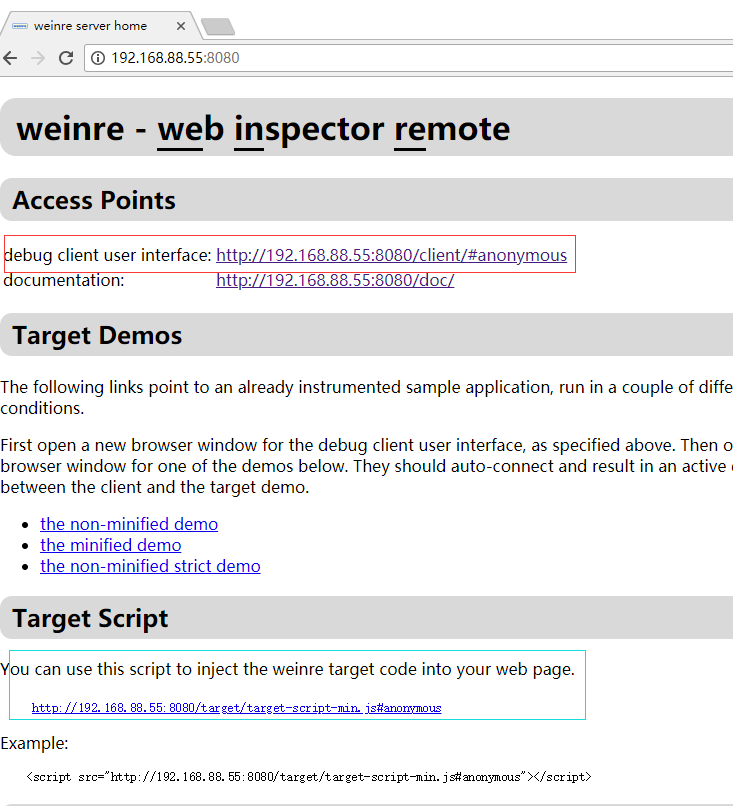 weinre server home
192.168.88.55:8080
weinre - web inspector remote
Access Points
debug client user interface: http://192.168.88.55:8080/client/#anonymous
documentation: http://192.168.88.55:8080/doc/
Target Demos
The following links point to an already instrumented sample application, run in a couple of diffe
conditions.
First open a new browser window for the debug client user interface, as specified above. Then o
browser window for one of the demos below. They should auto-connect and result in an active
between the client and the target demo.
the non-minified demo
the minified demo
the non-minified strict demo
Target Script
You can use this script to inject the weinre target code into your web page.
http://192.168.88.55:8080/target/target-script-min.js#anonymous
Example:
<script src="http://192.168.88.55:8080/target/target-script-min.js#anonymous"></script>